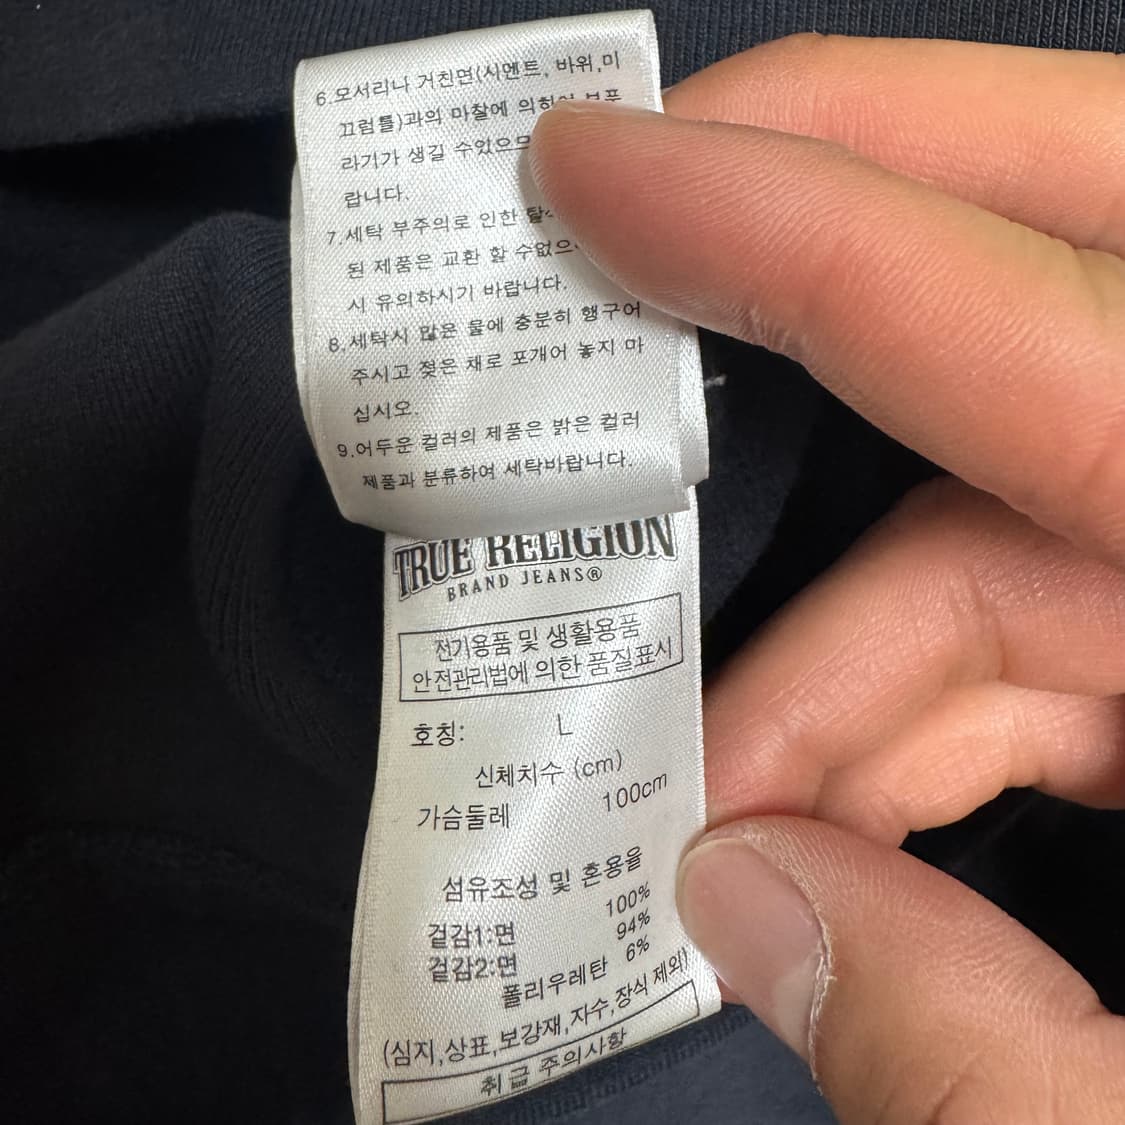 6.모서리나 거친면(시멘트, 바위,미
끄럼틀)과의 마찰에 의하여
라기가 생길 수있으므
랍니다.
7.세탁 부주의로 인한
된 제품은 교환 할 수없으
시 유의하시기 바랍니다.
8.세탁시 많은 물에 충분히 행구어
주시고 젖은 채로 포개어 놓지 마
십시오.
9.어두운 컬러의 제품은 밝은 컬러
제품과 분류하여 세탁바랍니다.
TRUE RELIGION
BRAND JEANS®
전기용품 및 생활용품
안전관리법에 의한 품질표시
호칭: L
신체치수 (cm)
가슴둘레 100cm
섬유조성 및 혼용율
겉감1:면 100%
겉감2:면 94%
폴리우레탄 6%
(심지,상표,보강재,자수,장식 제외)
취급 주의사항